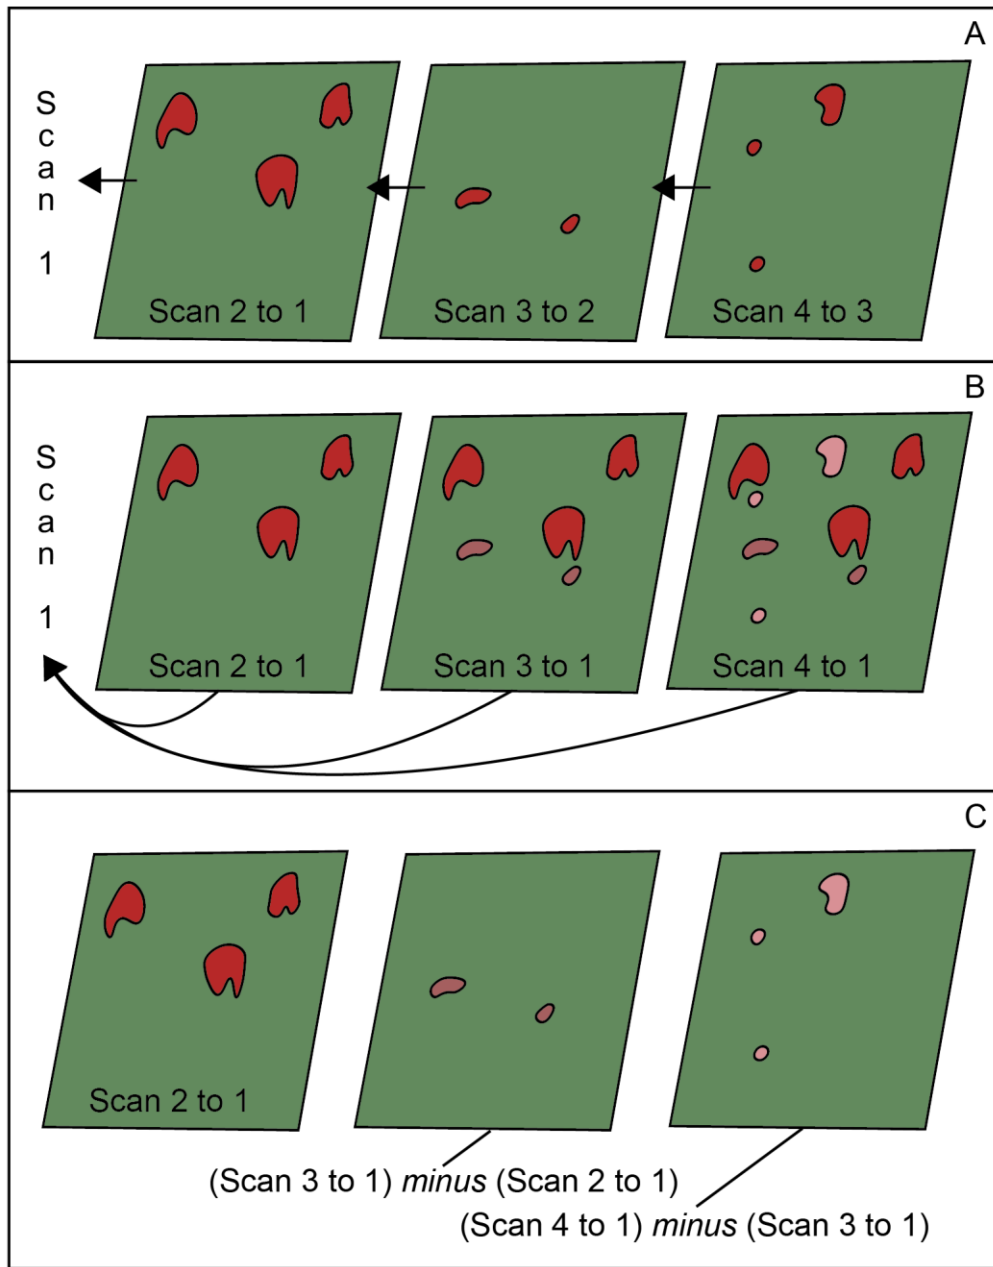 A
Scan 1
Scan 2 to 1
Scan 3 to 2
Scan 4 to 3
B
Scan 1
Scan 2 to 1
Scan 3 to 1
Scan 4 to 1
C
Scan 2 to 1
(Scan 3 to 1) minus (Scan 2 to 1)
(Scan 4 to 1) minus (Scan 3 to 1)